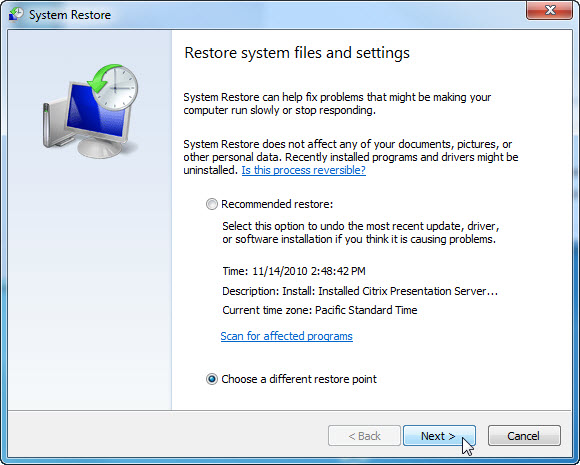 System Restore
Restore system files and settings
System Restore can help fix problems that might be making your
computer run slowly or stop responding.
System Restore does not affect any of your documents, pictures, or
other personal data. Recently installed programs and drivers might be
uninstalled. Is this process reversible?
Recommended restore:
Select this option to undo the most recent update, driver,
or software installation if you think it is causing problems.
Time: 11/14/2010 2:48:42 PM
Description: Install: Installed Citrix Presentation Server...
Current time zone: Pacific Standard Time
Scan for affected programs
Choose a different restore point
< Back Next > Cancel